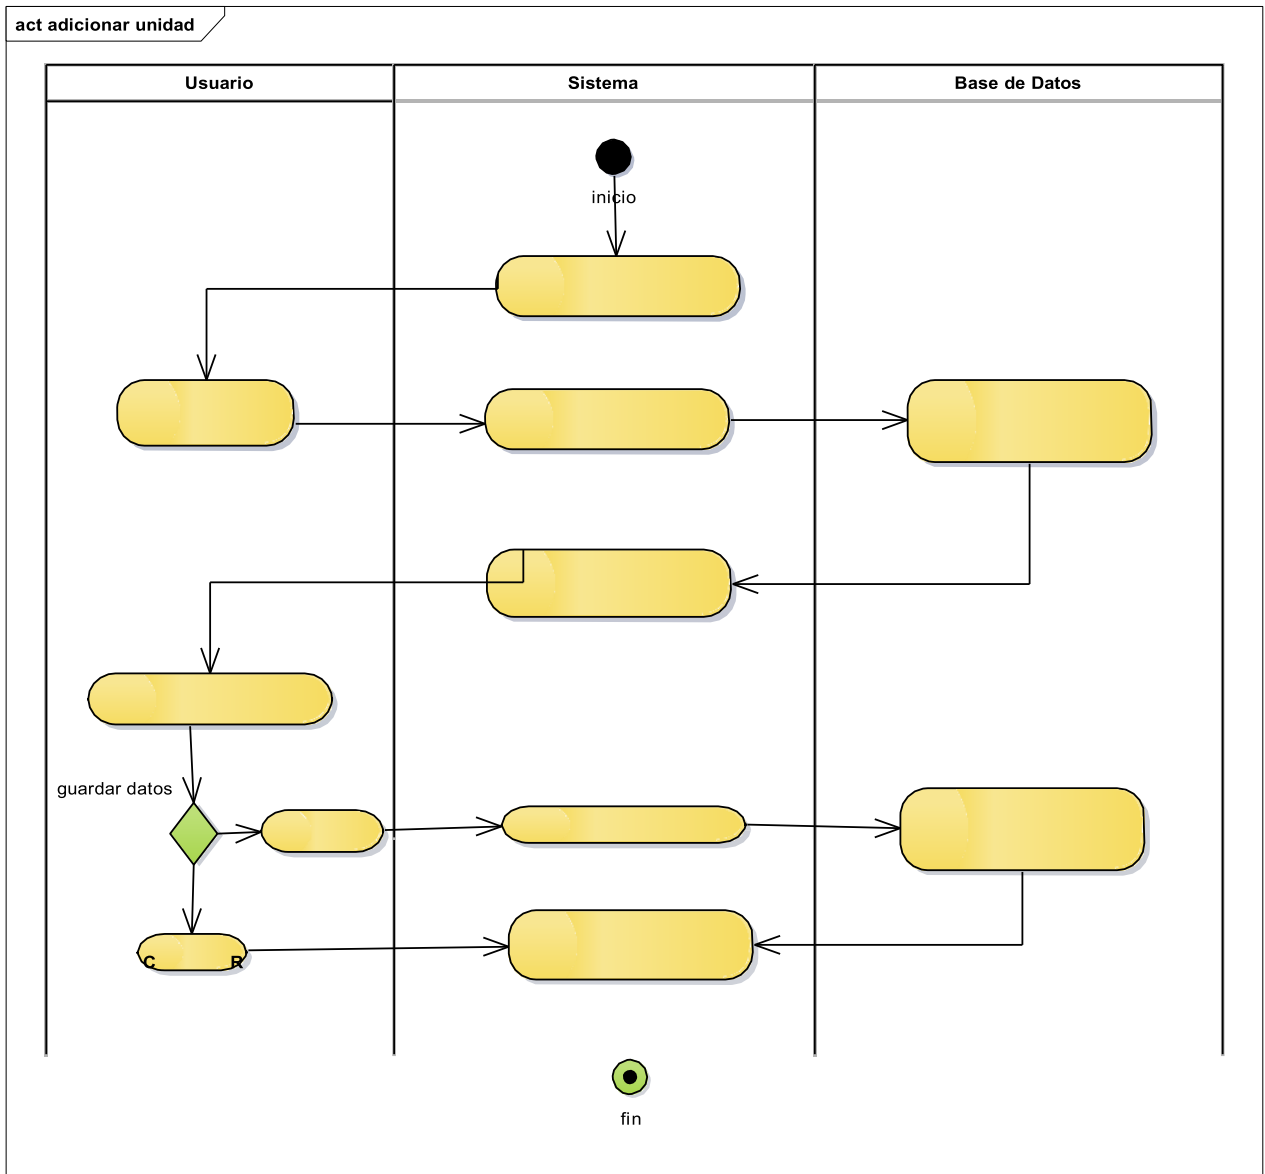 act adicionar unidad
Usuario
Sistema
Base de Datos
inicio
guardar datos
C R
fin